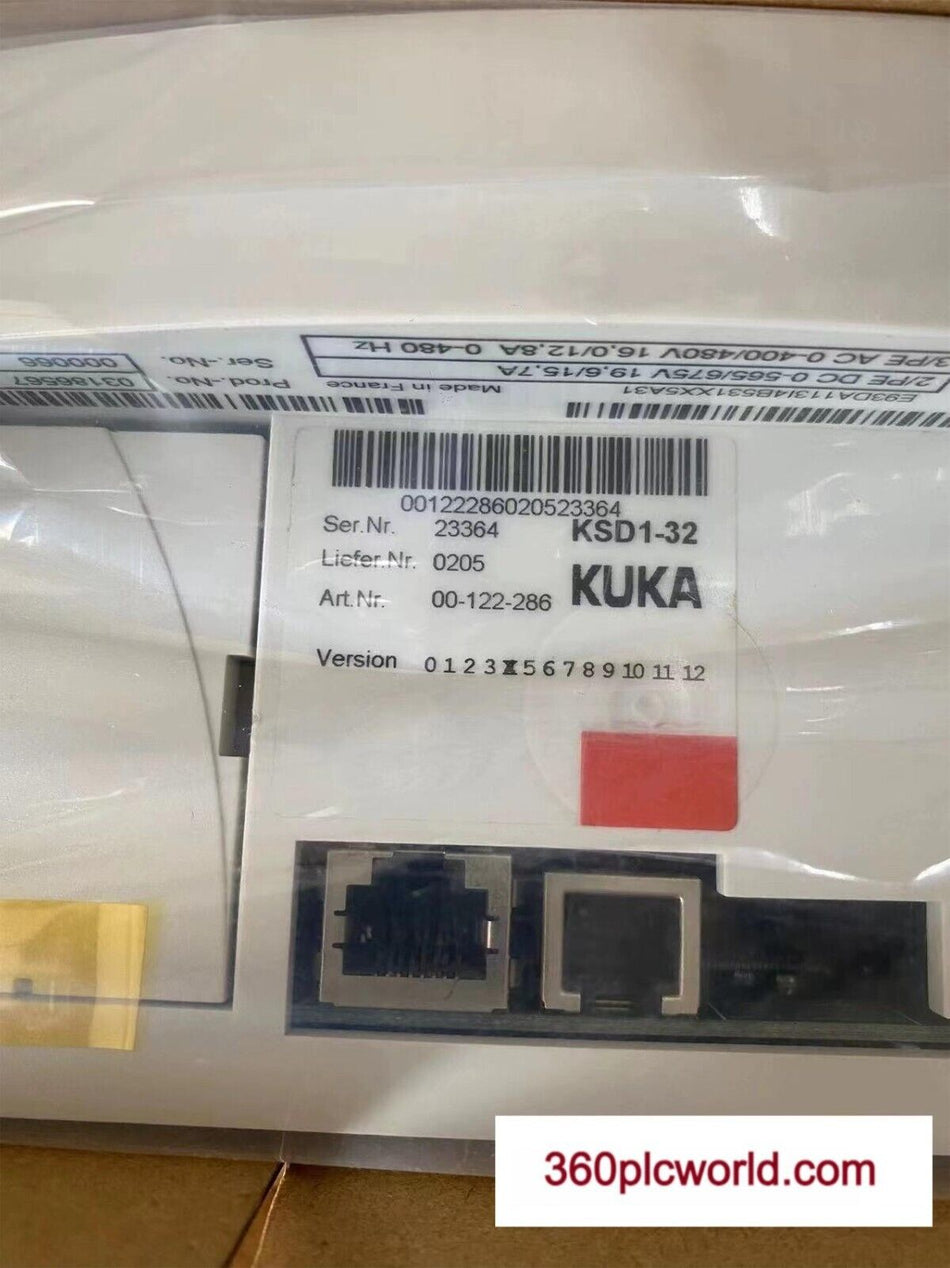 3/PE AC 0-400/480V 16,0/12,8A 0-480 Hz
2/PE DC 0-565/675V 19,6/15,7A
E93DA113I4B531XX5A31
Made in France
Ser.-No. 000066
Prod.-No. 03186567
001222286020523364
Ser.Nr. 23364 KSD1-32
Liefer.Nr. 0205
Art.Nr. 00-122-286 KUKA
Version 0 1 2 3 5 6 7 8 9 10 11 12
360plcworld.com